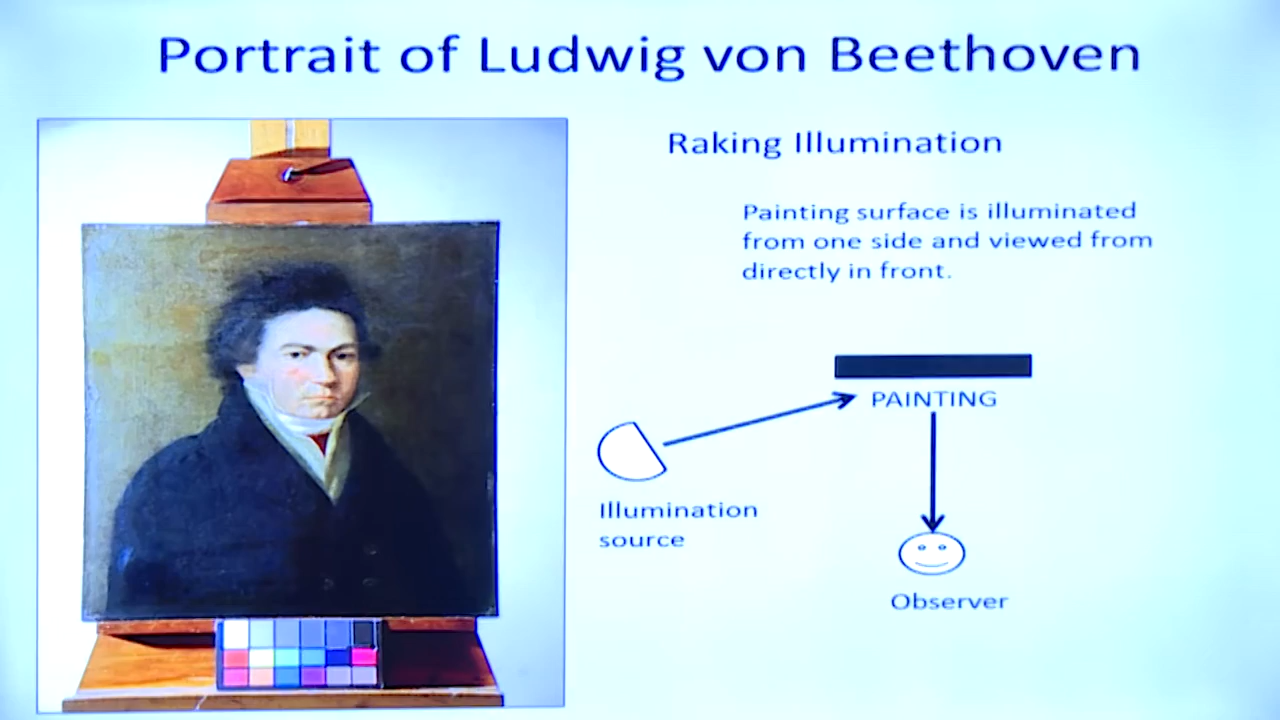 Portrait of Ludwig von Beethoven
Raking Illumination
Painting surface is illuminated
from one side and viewed from
directly in front.
PAINTING
Illumination
source
Observer